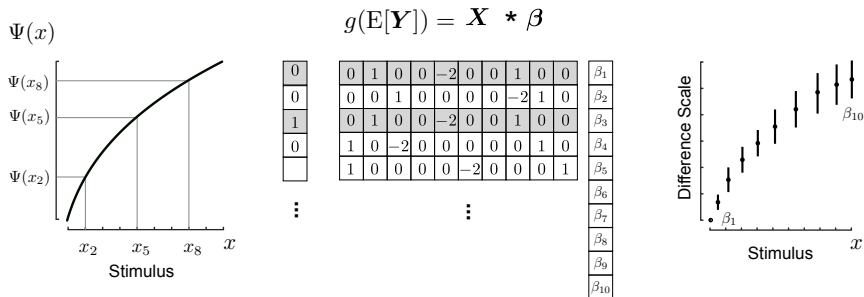 g(E[Y]) = X * β
Ψ(x)
Ψ(x₈)
Ψ(x₅)
Ψ(x₂)
x₂ x₅ x₈ x
Stimulus
0
0
1
0
⋮
0 1 0 0 −2 0 0 1 0 0
0 0 1 0 0 0 0 −2 1 0
0 1 0 0 −2 0 0 1 0 0
1 0 −2 0 0 0 0 0 1 0
1 0 0 0 0 −2 0 0 0 1
⋮
β₁
β₂
β₃
β₄
β₅
β₆
β₇
β₈
β₉
β₁₀
Difference Scale
β₁₀
β₁
x
Stimulus